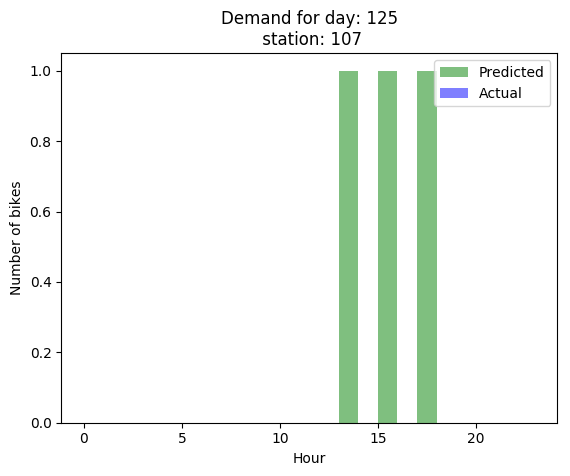 Demand for day: 125
station: 107
Predicted
Actual
Number of bikes
1.0
0.8
0.6
0.4
0.2
0.0
0 5 10 15 20
Hour